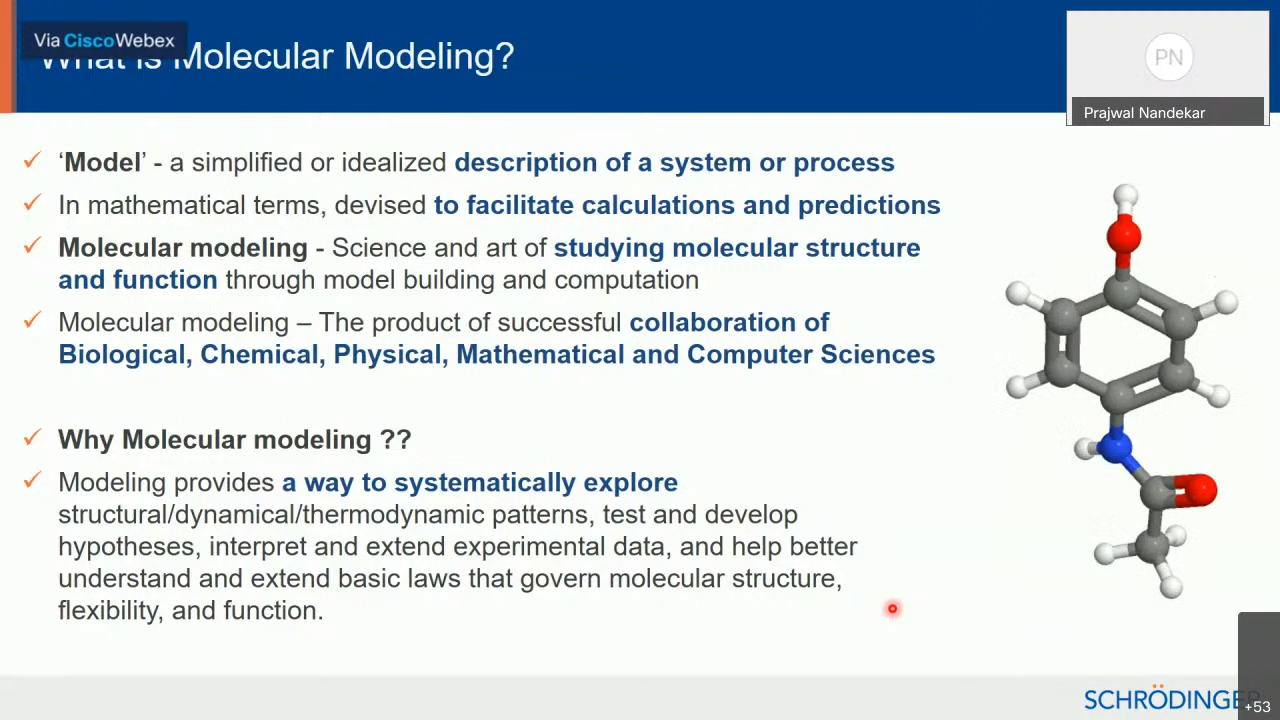 Via CiscoWebex
What is Molecular Modeling?
PN
Prajwal Nandekar
✓ ‘Model’ - a simplified or idealized description of a system or process
✓ In mathematical terms, devised to facilitate calculations and predictions
✓ Molecular modeling - Science and art of studying molecular structure
and function through model building and computation
✓ Molecular modeling – The product of successful collaboration of
Biological, Chemical, Physical, Mathematical and Computer Sciences
✓ Why Molecular modeling ??
✓ Modeling provides a way to systematically explore
structural/dynamical/thermodynamic patterns, test and develop
hypotheses, interpret and extend experimental data, and help better
understand and extend basic laws that govern molecular structure,
flexibility, and function.
SCHRÖDINGER
+53